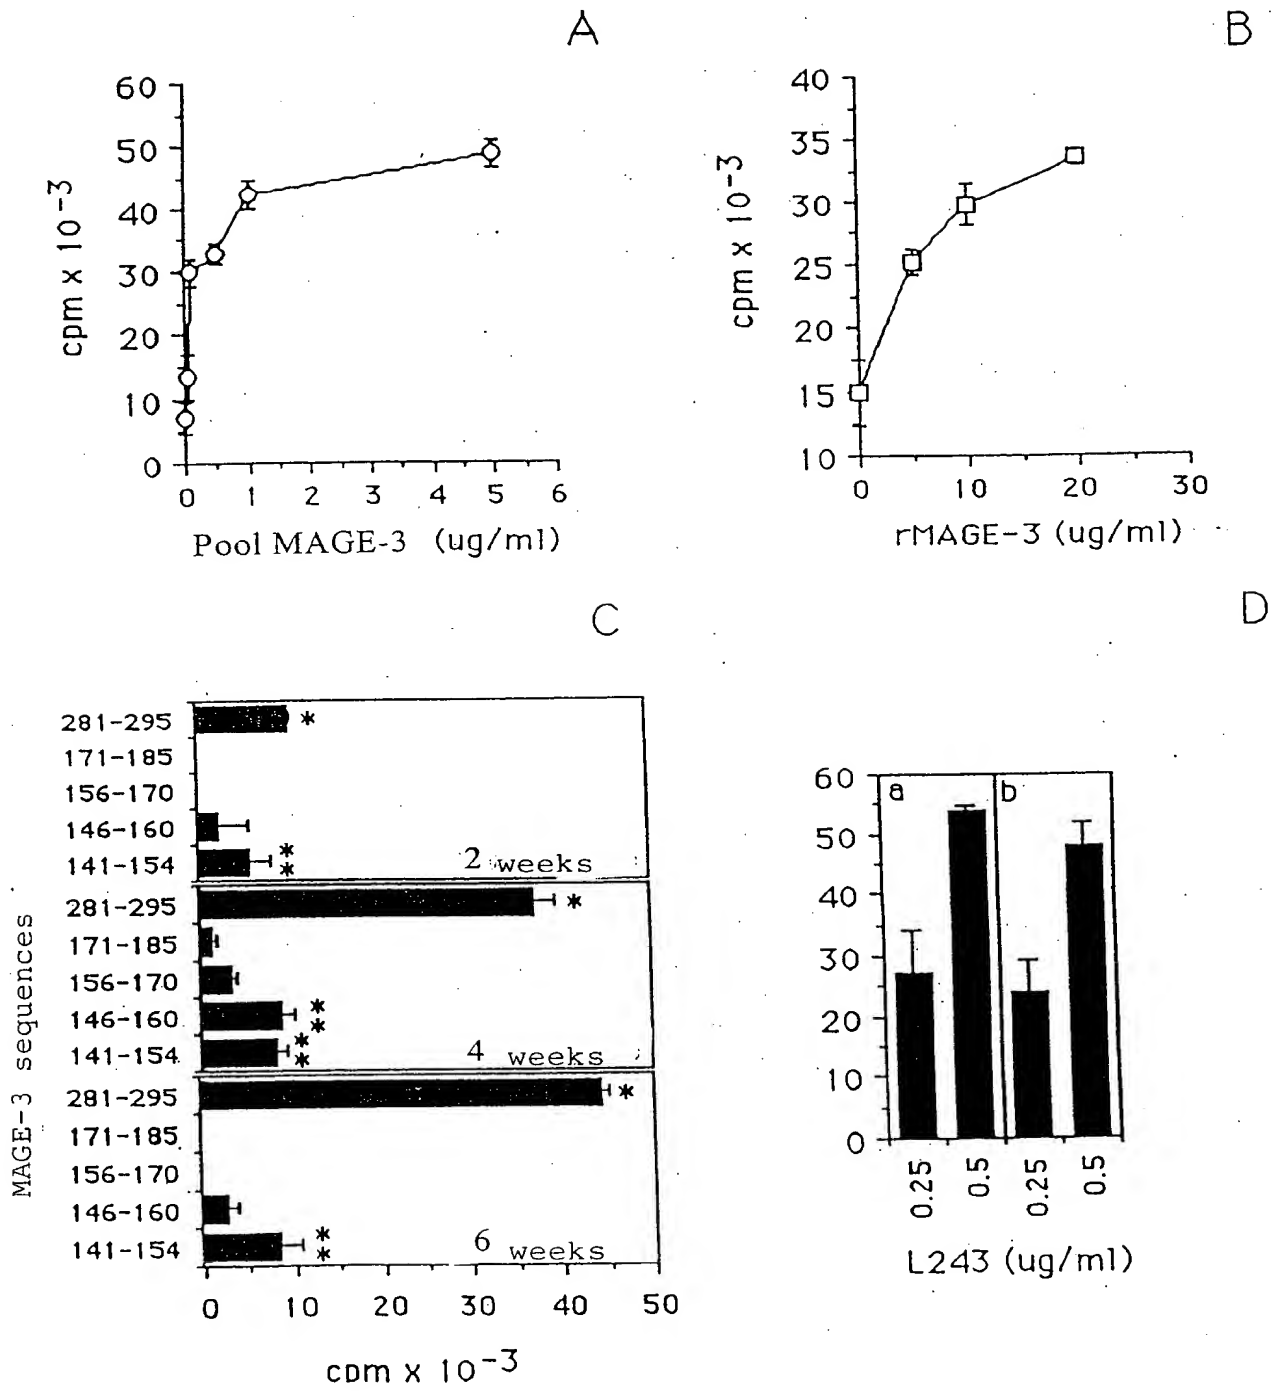 A
60
50
40
30
20
10
0
cpm x 10⁻³
0 1 2 3 4 5 6
Pool MAGE-3 (ug/ml)
B
40
35
30
25
20
15
10
cpm x 10⁻³
0 10 20 30
rMAGE-3 (ug/ml)
C
MAGE-3 sequences
281-295 *
171-185
156-170
146-160
141-154 **
2 weeks
281-295 *
171-185
156-170
146-160 **
141-154 **
4 weeks
281-295 *
171-185
156-170
146-160
141-154 **
6 weeks
0 10 20 30 40 50
cpm x 10⁻³
D
60
50
40
30
20
10
0
a b
0.25 0.5 0.25 0.5
L243 (ug/ml)